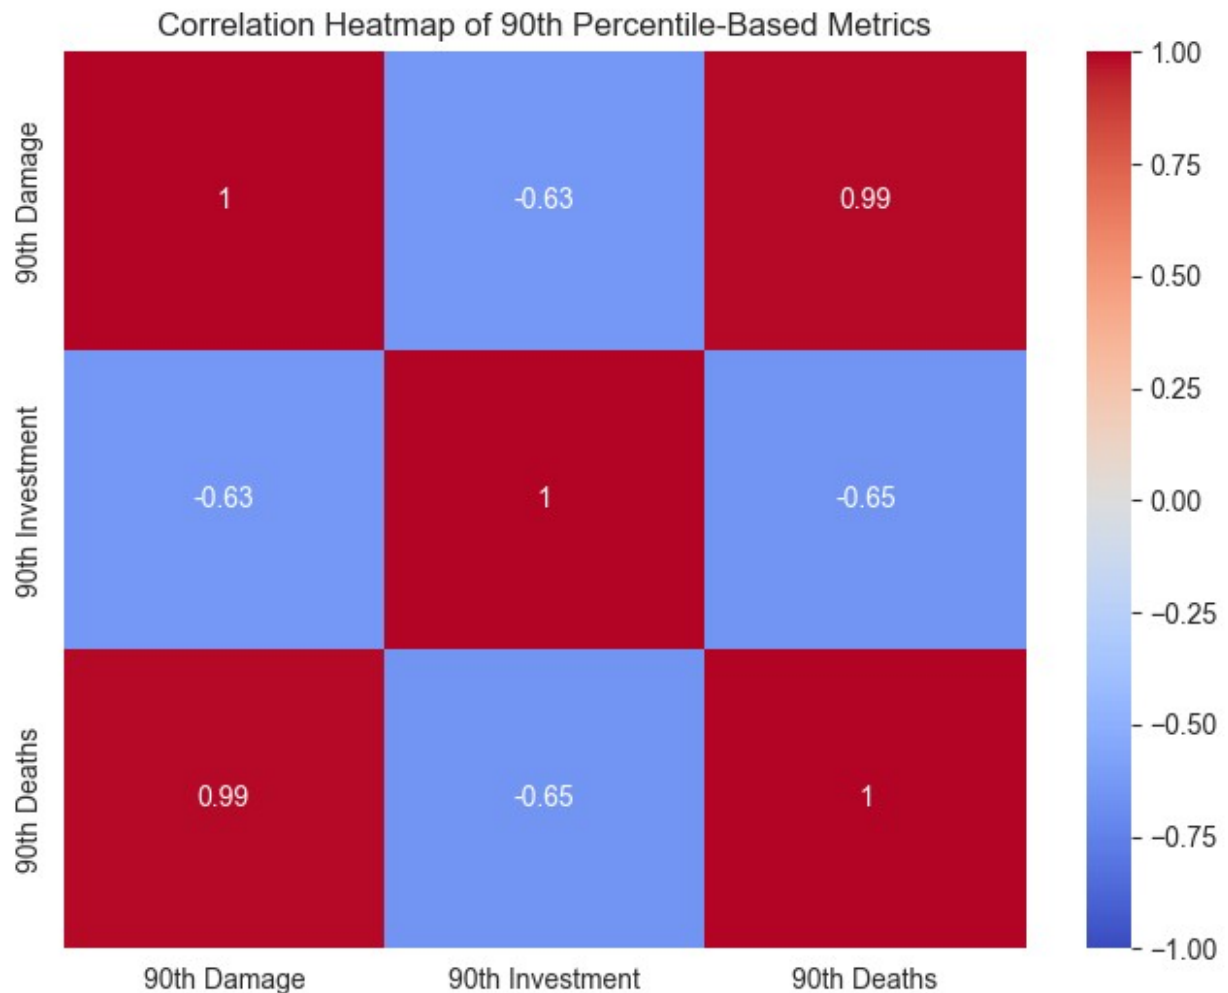 Correlation Heatmap of 90th Percentile-Based Metrics
90th Damage
1
-0.63
0.99
90th Investment
-0.63
1
-0.65
90th Deaths
0.99
-0.65
1
90th Damage
90th Investment
90th Deaths
1.00
0.75
0.50
0.25
0.00
−0.25
−0.50
−0.75
−1.00